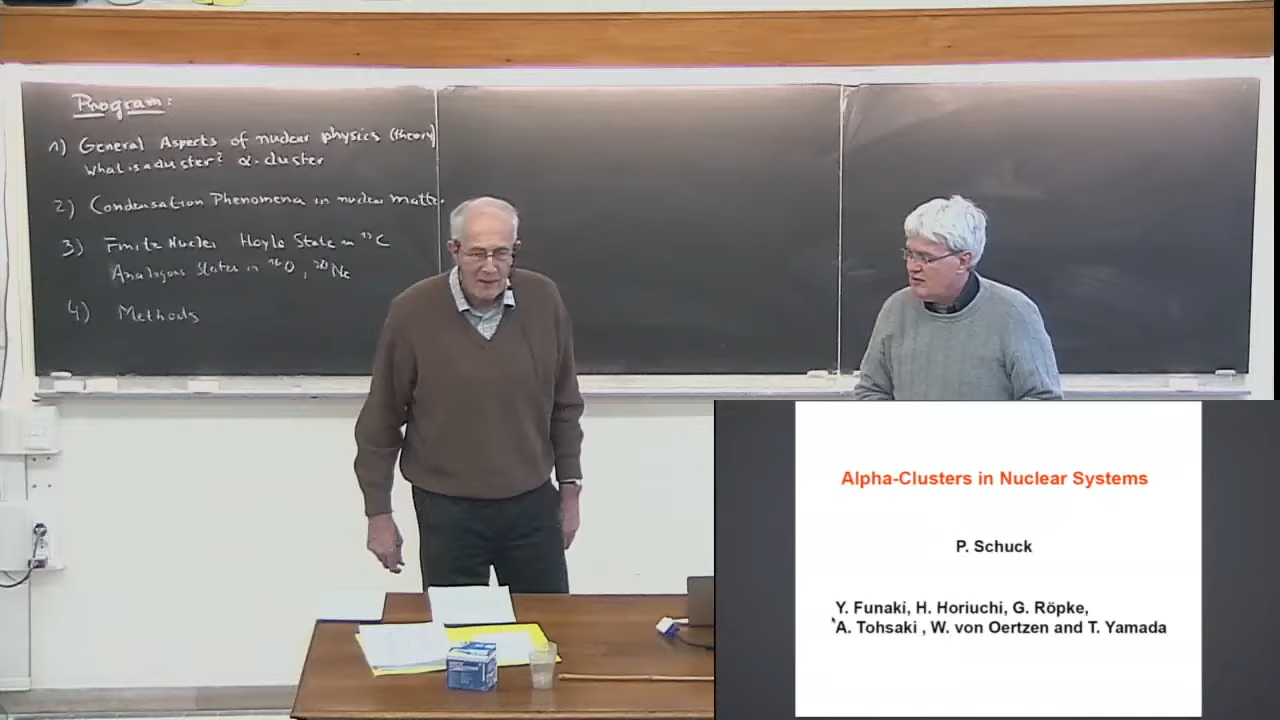 Program:
1) General Aspects of nuclear physics (theory)
What is a cluster? α-cluster
2) Condensation Phenomena in nuclear matter
3) Finite Nuclei Hoyle State in ¹²C
Analogous States in ¹⁶O, ²⁰Ne
4) Methods
Alpha-Clusters in Nuclear Systems
P. Schuck
Y. Funaki, H. Horiuchi, G. Röpke,
A. Tohsaki , W. von Oertzen and T. Yamada